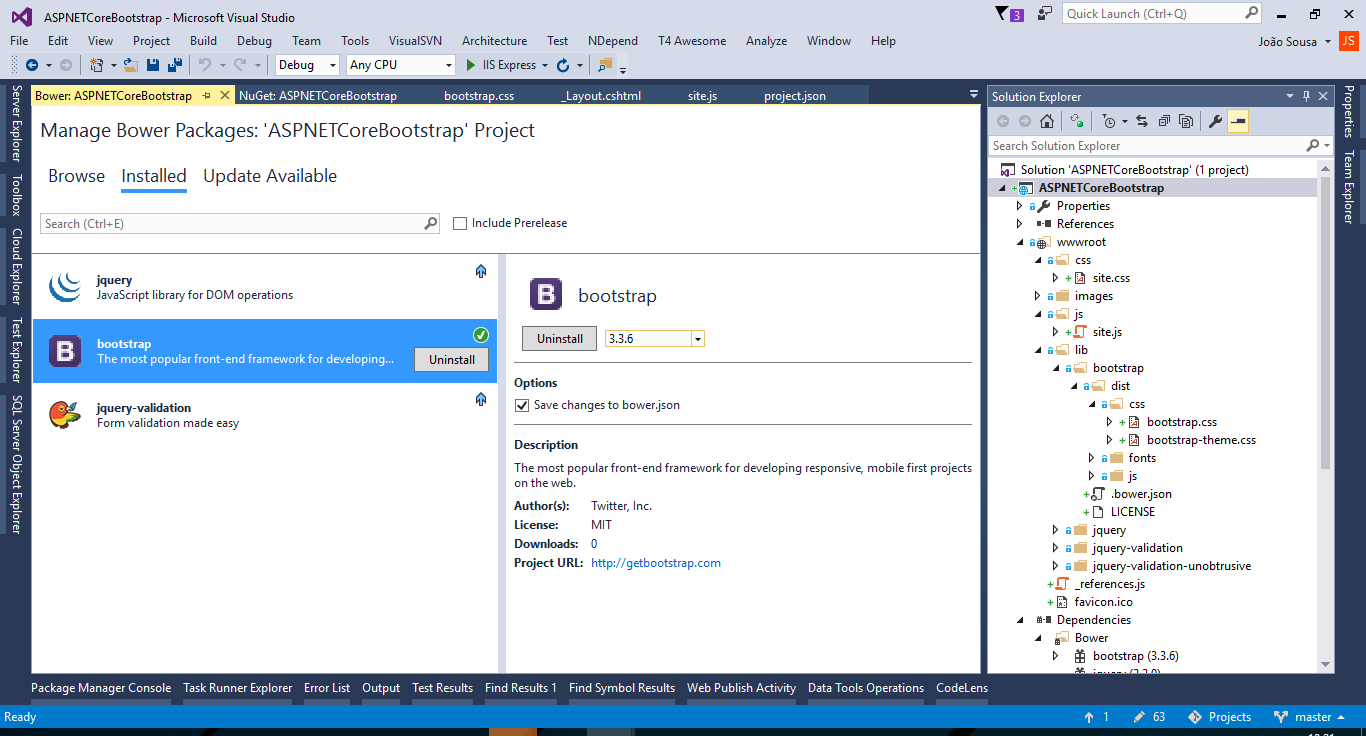 ASPNETCoreBootstrap - Microsoft Visual Studio
3
Quick Launch (Ctrl+Q)
File Edit View Project Build Debug Team Tools VisualSVN Architecture Test NDepend T4 Awesome Analyze Window Help
João Sousa JS
Debug Any CPU IIS Express
Server Explorer
Toolbox
Cloud Explorer
Test Explorer
SQL Server Object Explorer
Bower: ASPNETCoreBootstrap NuGet: ASPNETCoreBootstrap bootstrap.css _Layout.cshtml site.js project.json
Manage Bower Packages: 'ASPNETCoreBootstrap' Project
Browse Installed Update Available
Search (Ctrl+E) Include Prerelease
jquery
JavaScript library for DOM operations
B bootstrap
The most popular front-end framework for developing...
Uninstall
jquery-validation
Form validation made easy
B bootstrap
Uninstall 3.3.6
Options
Save changes to bower.json
Description
The most popular front-end framework for developing responsive, mobile first projects
on the web.
Author(s): Twitter, Inc.
License: MIT
Downloads: 0
Project URL: http://getbootstrap.com
Solution Explorer
Search Solution Explorer
Solution 'ASPNETCoreBootstrap' (1 project)
ASPNETCoreBootstrap
Properties
References
wwwroot
css
site.css
images
js
site.js
lib
bootstrap
dist
css
bootstrap.css
bootstrap-theme.css
fonts
js
.bower.json
LICENSE
jquery
jquery-validation
jquery-validation-unobtrusive
_references.js
favicon.ico
Dependencies
Bower
bootstrap (3.3.6)
Properties
Team Explorer
Package Manager Console Task Runner Explorer Error List Output Test Results Find Results 1 Find Symbol Results Web Publish Activity Data Tools Operations CodeLens
Ready 1 63 Projects master